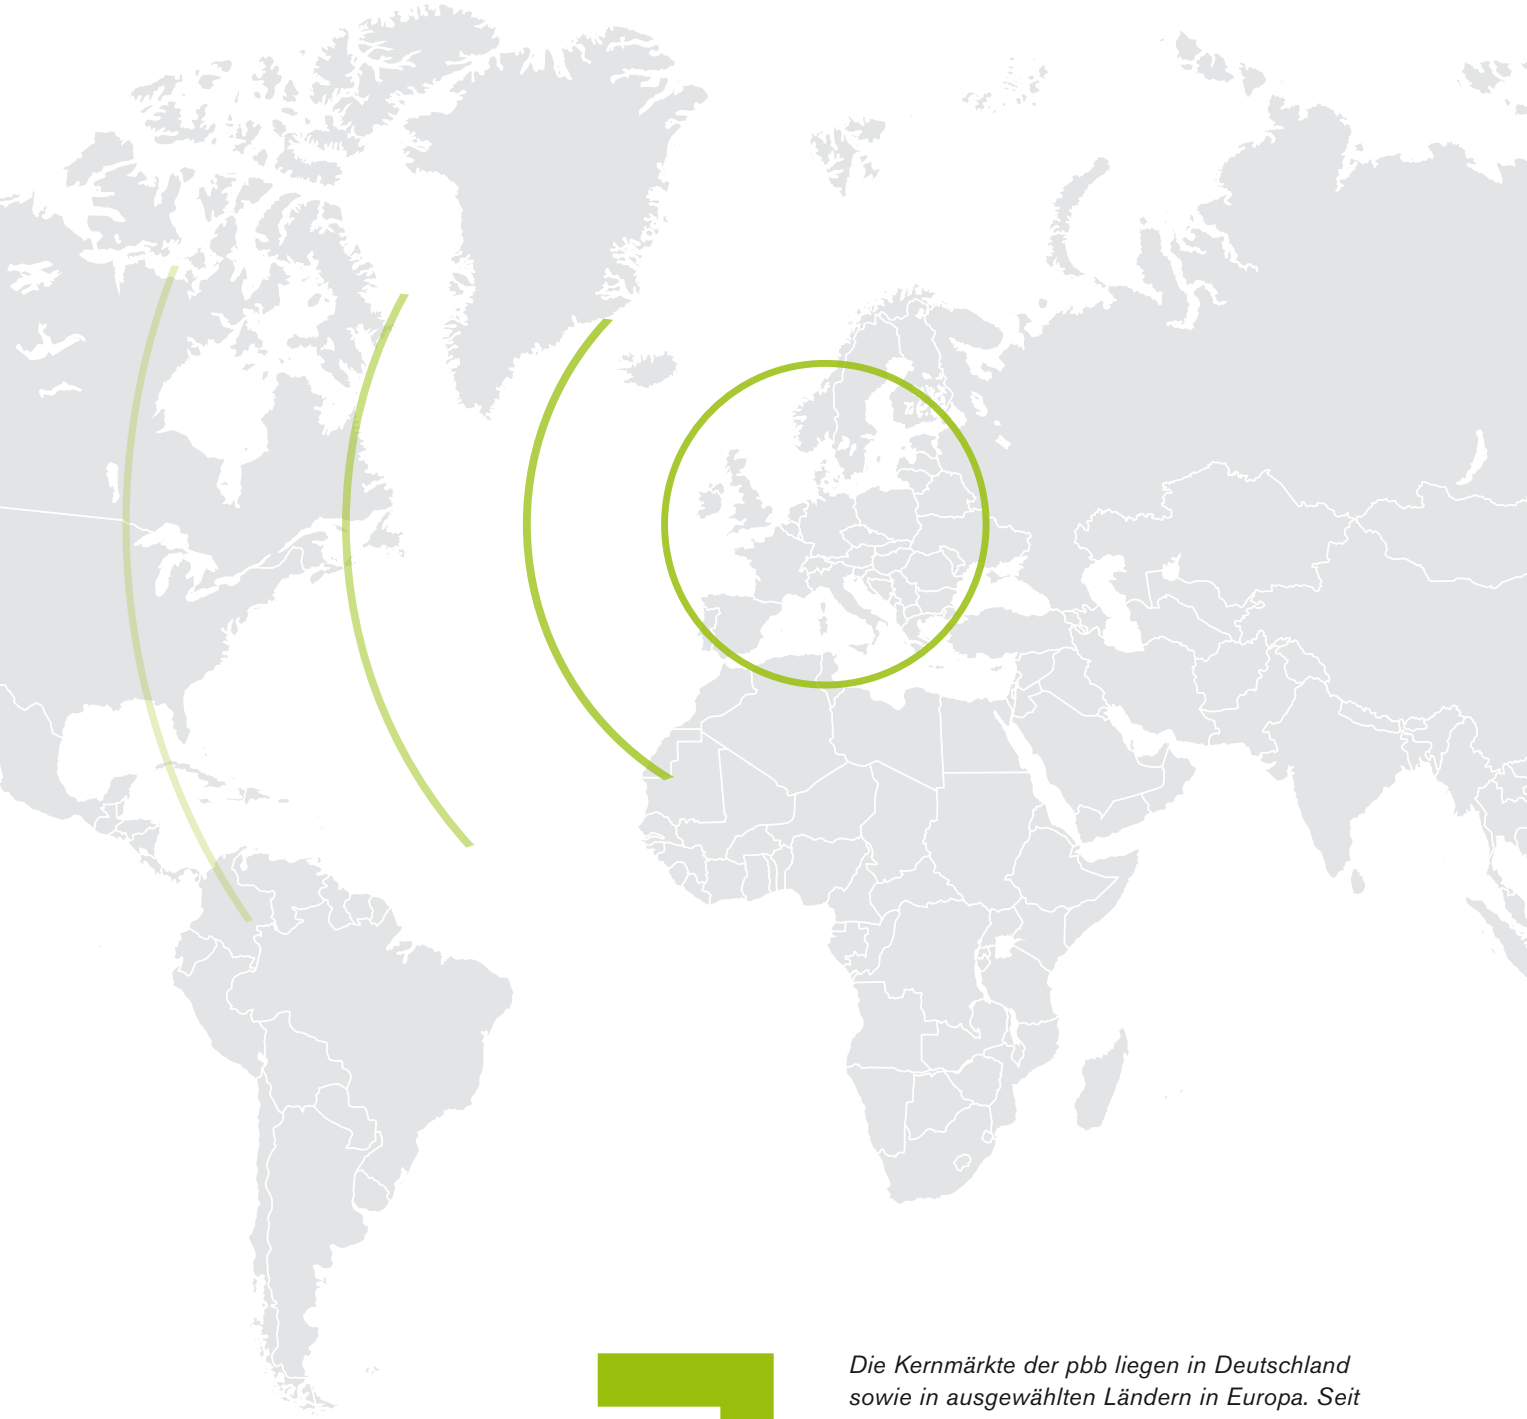 Die Kernmärkte der pbb liegen in Deutschland
sowie in ausgewählten Ländern in Europa. Seit